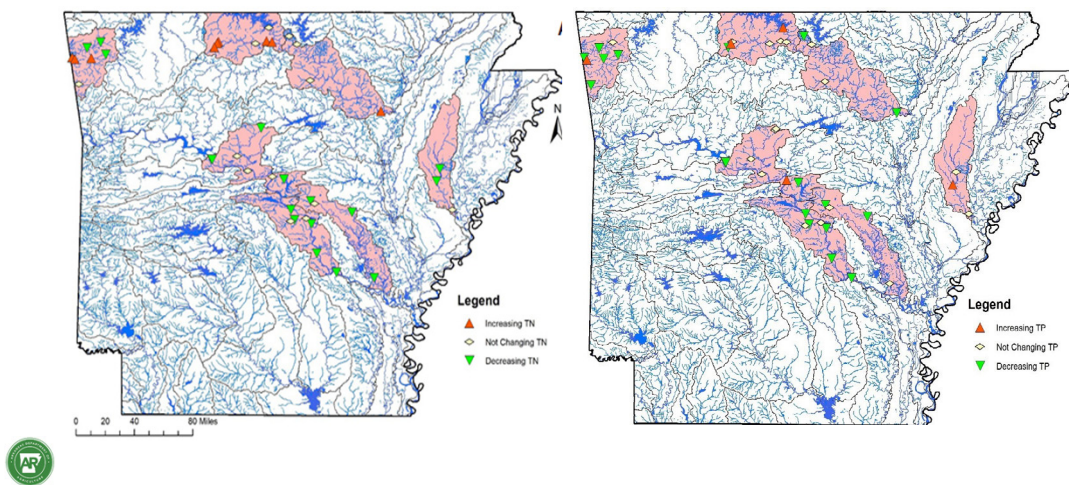 N
Legend
Increasing TN
Not Changing TN
Decreasing TN
0 20 40 80 Miles
Legend
Increasing TP
Not Changing TP
Decreasing TP
AR